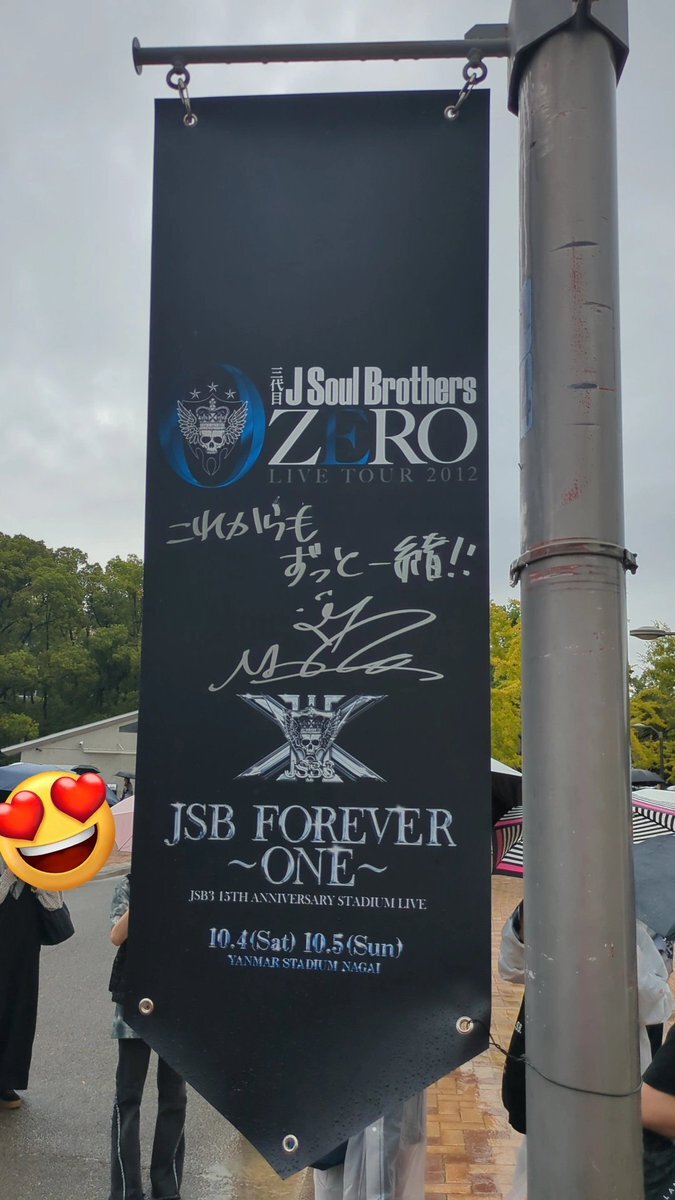 三代目 J Soul Brothers
ZERO
LIVE TOUR 2012
これからも
ずっと一緒!!
JSB3
JSB FOREVER
~ONE~
JSB3 15TH ANNIVERSARY STADIUM LIVE
10.4(Sat) 10.5(Sun)
YANMAR STADIUM NAGAI